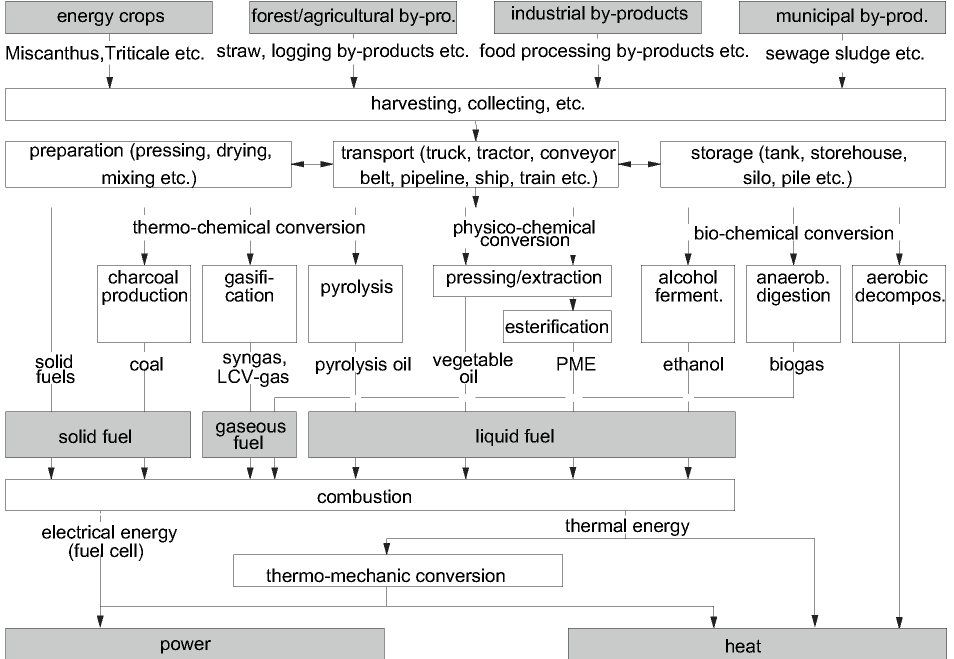 energy crops
forest/agricultural by-pro.
industrial by-products
municipal by-prod.
Miscanthus,Triticale etc.
straw, logging by-products etc.
food processing by-products etc.
sewage sludge etc.
harvesting, collecting, etc.
preparation (pressing, drying,
mixing etc.)
transport (truck, tractor, conveyor
belt, pipeline, ship, train etc.)
storage (tank, storehouse,
silo, pile etc.)
thermo-chemical conversion
physico-chemical
conversion
bio-chemical conversion
charcoal
production
gasifi-
cation
pyrolysis
pressing/extraction
alcohol
ferment.
anaerob.
digestion
aerobic
decompos.
esterification
solid
fuels
coal
syngas,
LCV-gas
pyrolysis oil
vegetable
oil
PME
ethanol
biogas
solid fuel
gaseous
fuel
liquid fuel
combustion
electrical energy
(fuel cell)
thermal energy
thermo-mechanic conversion
power
heat